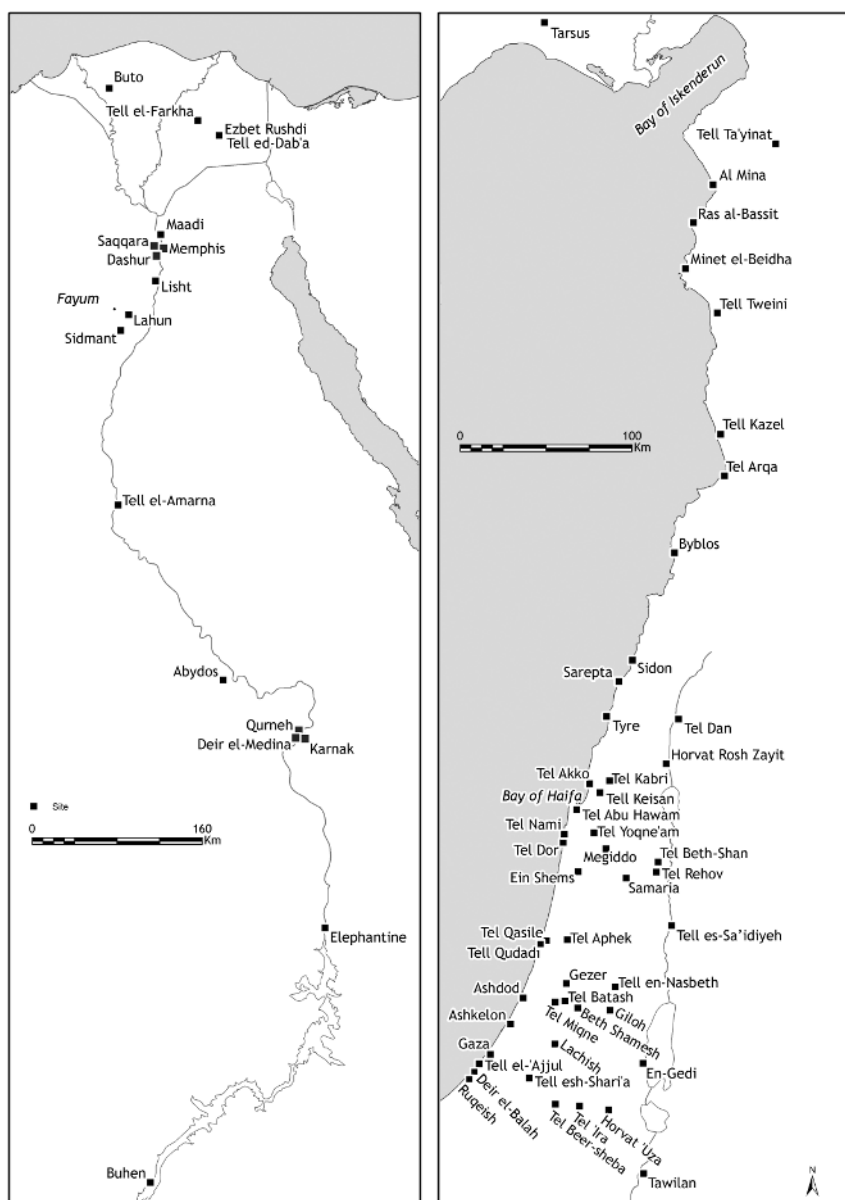 Buto
Tell el-Farkha
Ezbet Rushdi
Tell ed-Dab'a
Maadi
Saqqara
Memphis
Dashur
Lisht
Fayum
Lahun
Sidmant
Tell el-Amarna
Abydos
Qurneh
Deir el-Medina
Karnak
Site
0 160
Km
Elephantine
Buhen
Tarsus
Bay of Iskenderun
Tell Ta'yinat
Al Mina
Ras al-Bassit
Minet el-Beidha
Tell Tweini
0 100
Km
Tell Kazel
Tel Arqa
Byblos
Sidon
Sarepta
Tyre
Tel Dan
Horvat Rosh Zayit
Tel Akko
Tel Kabri
Bay of Haifa
Tell Keisan
Tel Abu Hawam
Tel Nami
Tel Yoqne'am
Tel Dor
Megiddo
Tel Beth-Shan
Ein Shems
Tel Rehov
Samaria
Tel Qasile
Tel Aphek
Tell es-Sa'idiyeh
Tell Qudadi
Gezer
Tell en-Nasbeth
Ashdod
Tel Batash
Tel Miqne
Beth Shamesh
Giloh
Ashkelon
Gaza
Lachish
Tell el-'Ajjul
Tell esh-Shari'a
En-Gedi
Deir el-Balah
Ruqeish
Tel Beer-sheba
Tel 'Ira
Horvat 'Uza
Tawilan
N